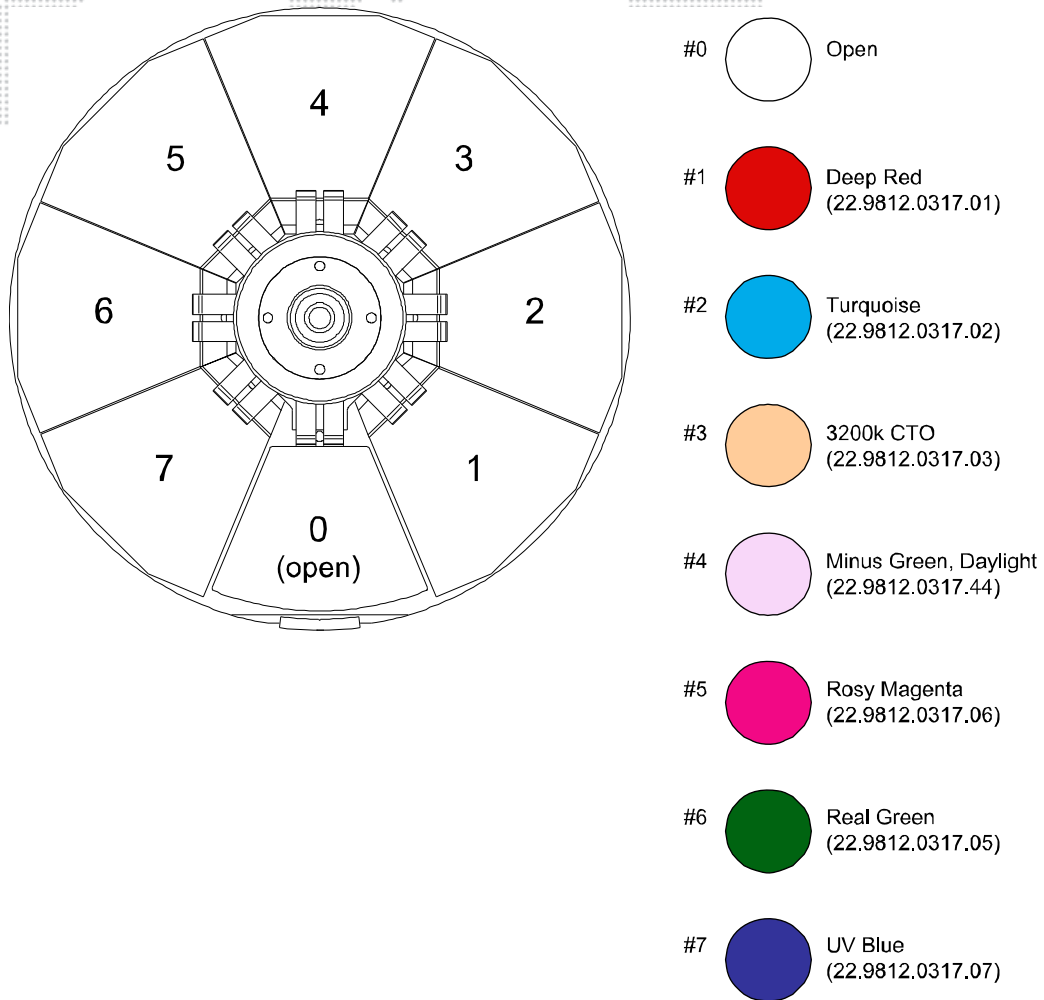 4
5
3
6
2
7
1
0
(open)
#0
Open
#1
Deep Red
(22.9812.0317.01)
#2
Turquoise
(22.9812.0317.02)
#3
3200k CTO
(22.9812.0317.03)
#4
Minus Green, Daylight
(22.9812.0317.44)
#5
Rosy Magenta
(22.9812.0317.06)
#6
Real Green
(22.9812.0317.05)
#7
UV Blue
(22.9812.0317.07)